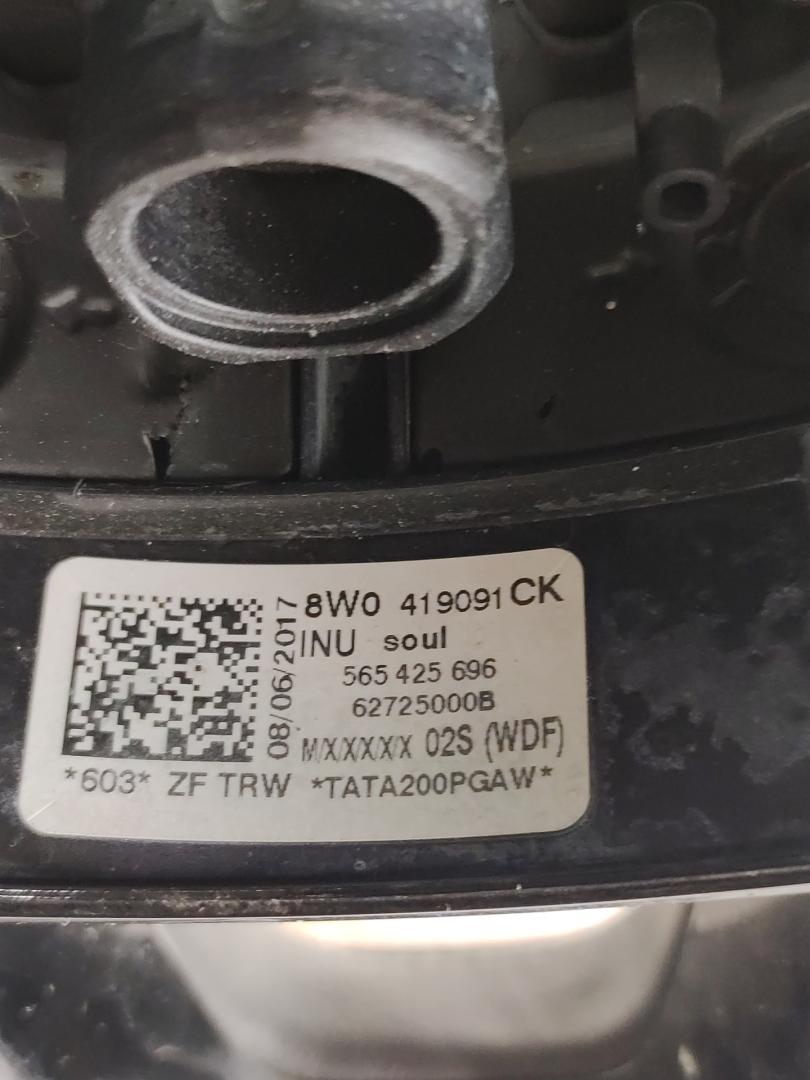 8W0 419091 CK
INU soul
565 425 696
62725000B
M/X/X/X/X/X 02S (WDF)
08/06/2017
*603* ZF TRW *TATA200PGAW*